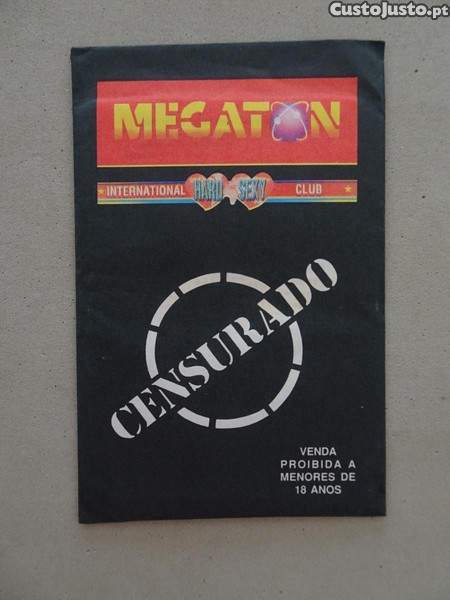 CustoJusto.pt
MEGATON
INTERNATIONAL HARD SEXY CLUB
CENSURADO
VENDA
PROIBIDA A
MENORES DE
18 ANOS